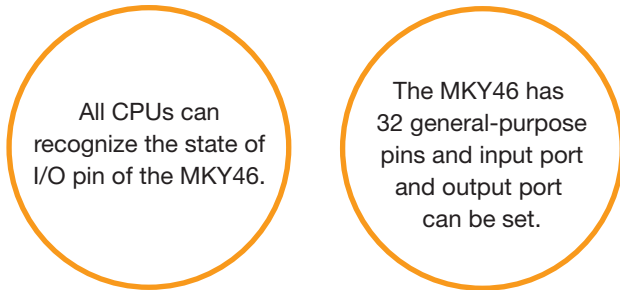 All CPUs can
recognize the state of
I/O pin of the MKY46.
The MKY46 has
32 general-purpose
pins and input port
and output port
can be set.